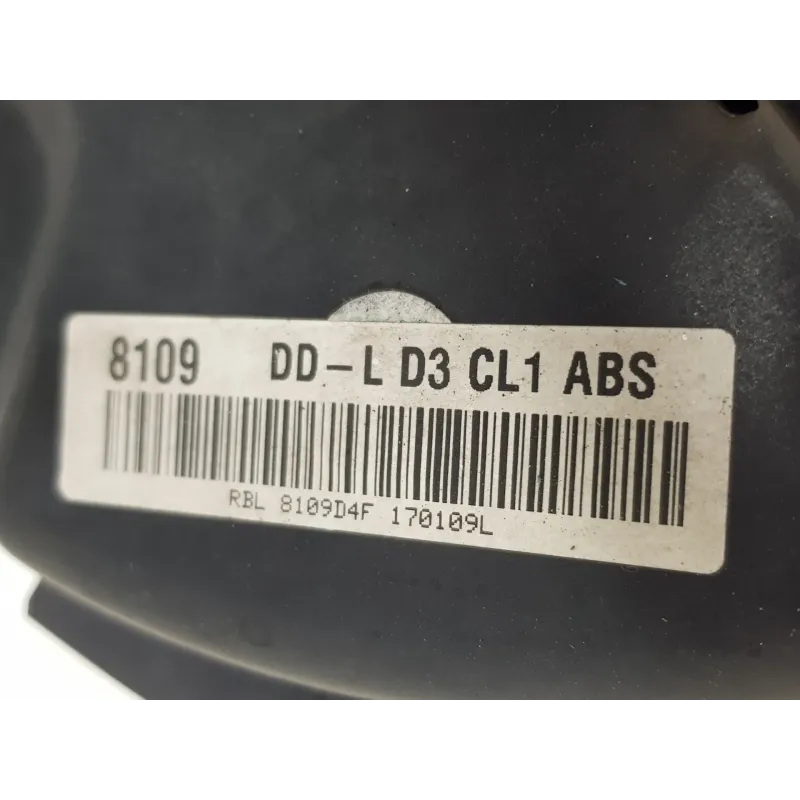 8109 DD-L D3 CL1 ABS
RBL 8109D4F 170109L